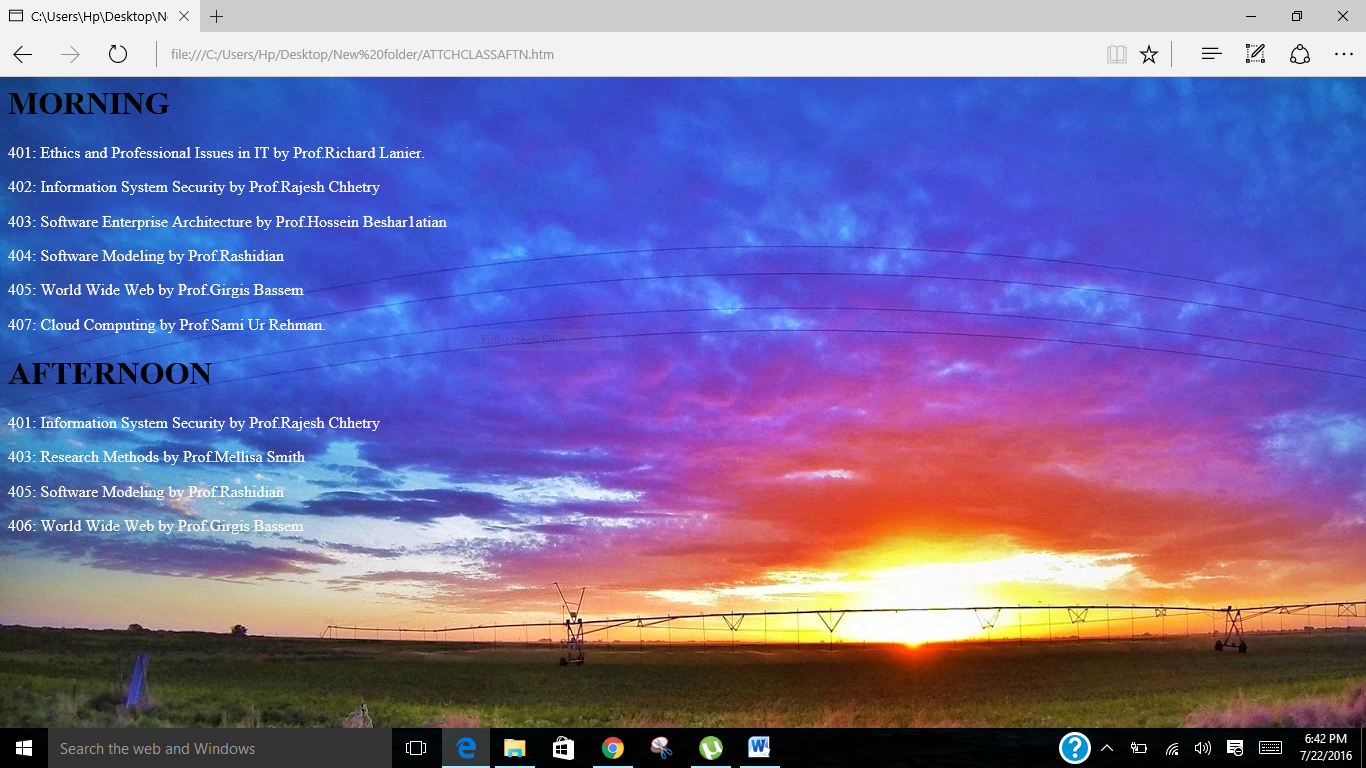 C:\Users\Hp\Desktop\N
file:///C:/Users/Hp/Desktop/New%20folder/ATTCHCLASSAFTN.htm
MORNING
401: Ethics and Professional Issues in IT by Prof.Richard Lanier.
402: Information System Security by Prof.Rajesh Chhetry
403: Software Enterprise Architecture by Prof.Hossein Beshar1atian
404: Software Modeling by Prof.Rashidian
405: World Wide Web by Prof.Girgis Bassem
407: Cloud Computing by Prof.Sami Ur Rehman.
Full-screen Snip
AFTERNOON
401: Information System Security by Prof.Rajesh Chhetry
403: Research Methods by Prof.Mellisa Smith
405: Software Modeling by Prof.Rashidian
406: World Wide Web by Prof.Girgis Bassem
Search the web and Windows
6:42 PM
7/22/2016